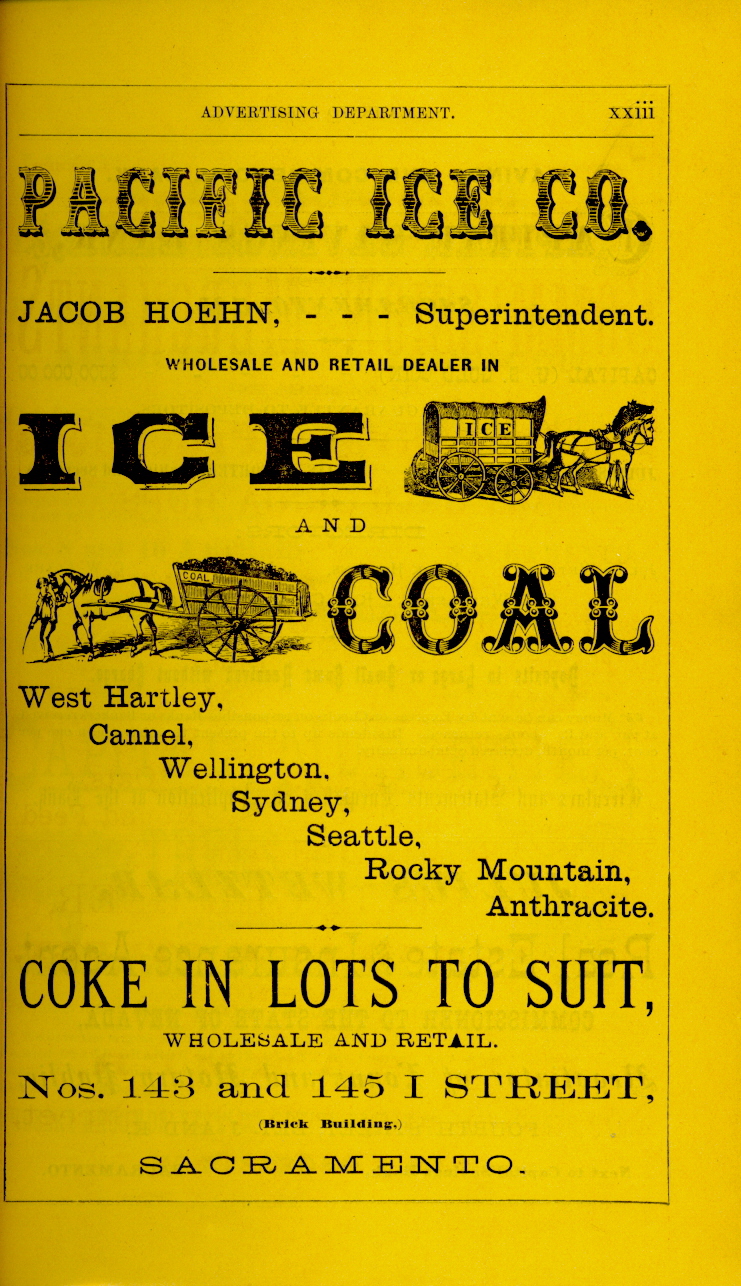 ADVERTISING DEPARTMENT. xxiii
PACIFIC ICE CO.
JACOB HOEHN, - - - Superintendent.
WHOLESALE AND RETAIL DEALER IN
ICE
ICE
AND
COAL
COAL
West Hartley,
Cannel,
Wellington,
Sydney,
Seattle,
Rocky Mountain,
Anthracite.
COKE IN LOTS TO SUIT,
WHOLESALE AND RETAIL.
Nos. 143 and 145 I STREET,
(Brick Building,)
SACRAMENTO.